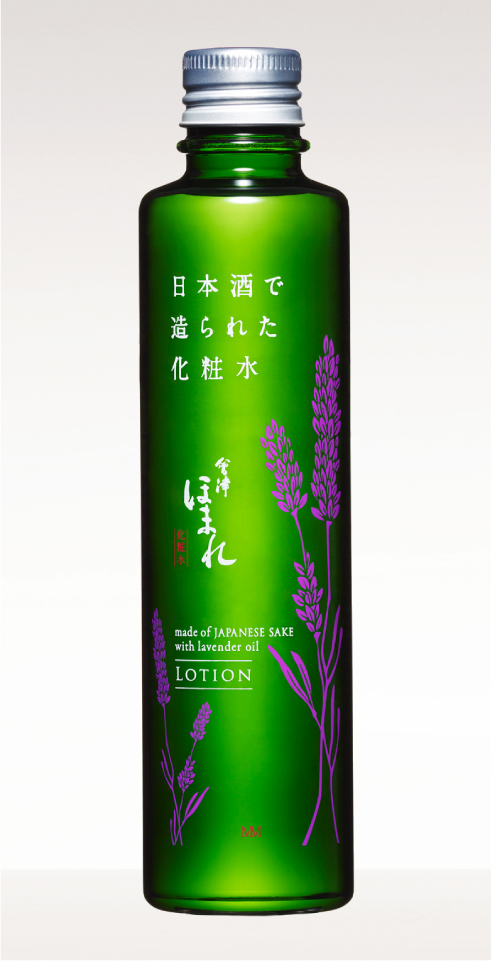 日本酒で
造られた
化粧水
會津
ほまれ
化粧水
made of JAPANESE SAKE
with lavender oil
LOTION